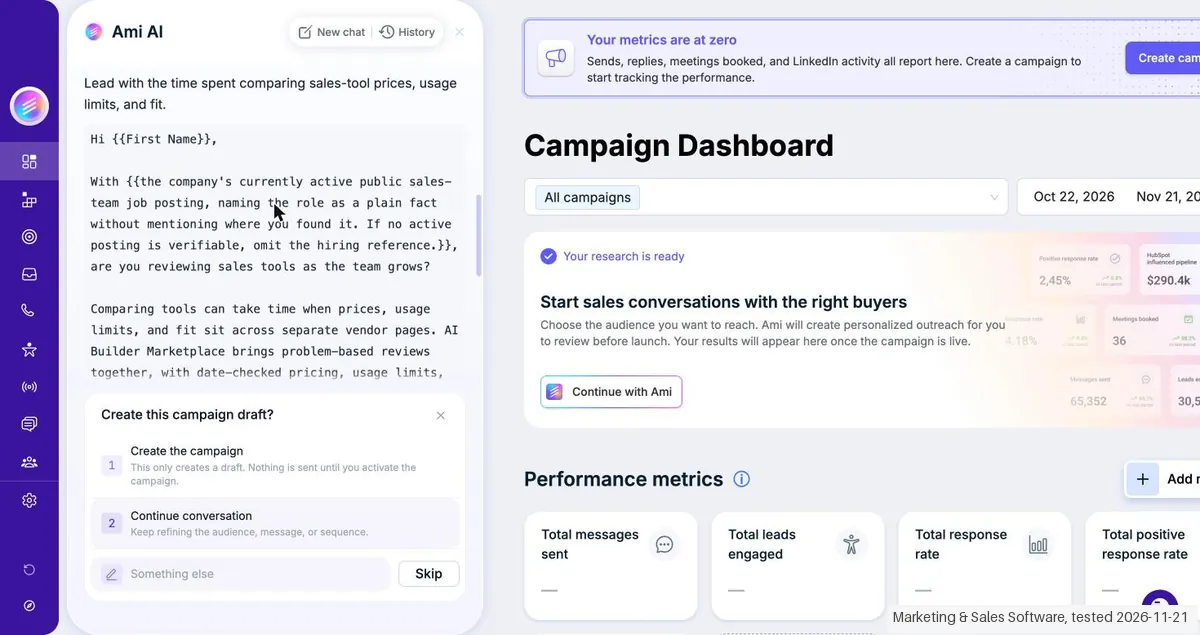 Ami AI
New chat
History
Lead with the time spent comparing sales-tool prices, usage
limits, and fit.
Hi {{First Name}},
With {{the company's currently active public sales-
team job posting, naming the role as a plain fact
without mentioning where you found it. If no active
posting is verifiable, omit the hiring reference.}},
are you reviewing sales tools as the team grows?
Comparing tools can take time when prices, usage
limits, and fit sit across separate vendor pages. AI
Builder Marketplace brings problem-based reviews
together, with date-checked pricing, usage limits,
Create this campaign draft?
1
Create the campaign
This only creates a draft. Nothing is sent until you activate the
campaign.
2
Continue conversation
Keep refining the audience, message, or sequence.
Something else
Skip
Your metrics are at zero
Sends, replies, meetings booked, and LinkedIn activity all report here. Create a campaign to
start tracking the performance.
Create cam
Campaign Dashboard
All campaigns
Oct 22, 2026
Nov 21, 20
Your research is ready
Start sales conversations with the right buyers
Choose the audience you want to reach. Ami will create personalized outreach for you
to review before launch. Your results will appear here once the campaign is live.
Continue with Ami
Positive response rate
2,45%
HubSpot
influenced pipeline
$290.4k
4.18%
Meetings booked
36
Messages sent
65,352
Leads en
30,5
Performance metrics
Add m
Total messages
sent
—
Total leads
engaged
—
Total response
rate
—
Total positive
response rate
—
Marketing & Sales Software, tested 2026-11-21